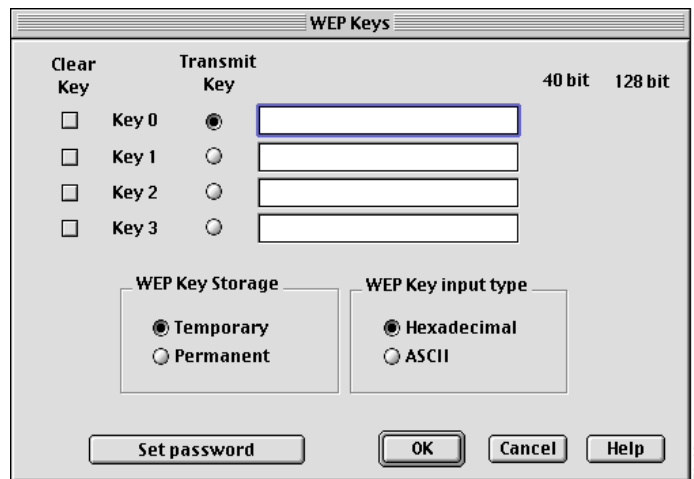 WEP Keys
Clear Key
Transmit Key
40 bit 128 bit
Key 0
Key 1
Key 2
Key 3
WEP Key Storage
Temporary
Permanent
WEP Key input type
Hexadecimal
ASCII
Set password OK Cancel Help